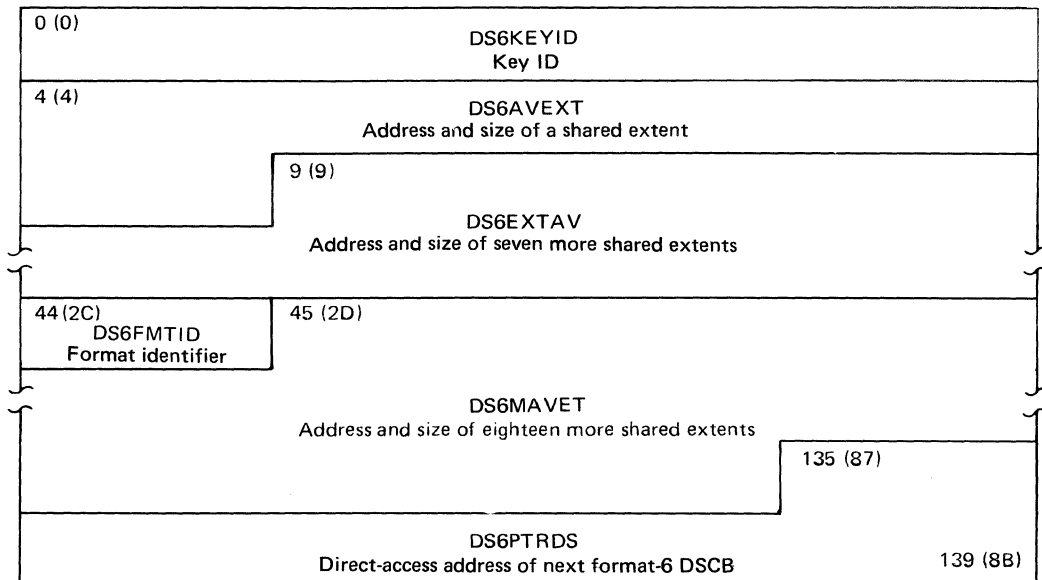 0 (0)
DS6KEYID
Key ID
4 (4)
DS6AVEXT
Address and size of a shared extent
9 (9)
DS6EXTAV
Address and size of seven more shared extents
44 (2C)
DS6FMTID
Format identifier
45 (2D)
DS6MAVET
Address and size of eighteen more shared extents
135 (87)
DS6PTRDS
Direct-access address of next format-6 DSCB
139 (8B)